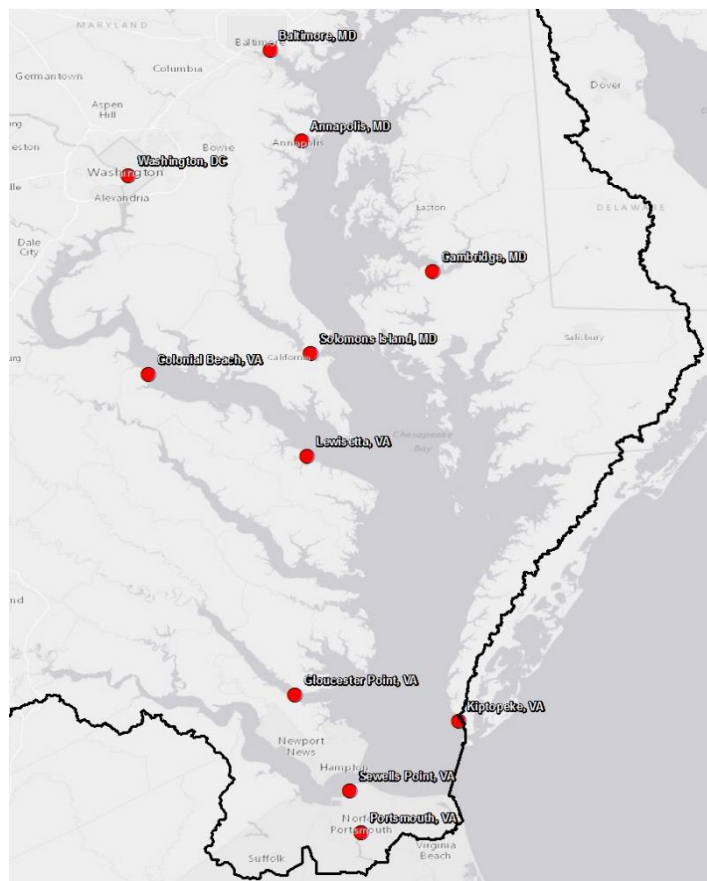 MARYLAND
Baltimore, MD
Baltimore
Germantown
Columbia
Dover
Aspen
Hill
Annapolis, MD
Annapolis
Bowie
Washington, DC
Washington
Alexandria
Easton
DELAWARE
Dale
City
Cambridge, MD
Solomons Island, MD
California
Salisbury
Colonial Beach, VA
Chesapeake
Bay
Lewisetta, VA
Gloucester Point, VA
Kiptopeke, VA
Newport
News
Hampton
Sewells Point, VA
Portsmouth, VA
Portsmouth
Suffolk
Virginia
Beach